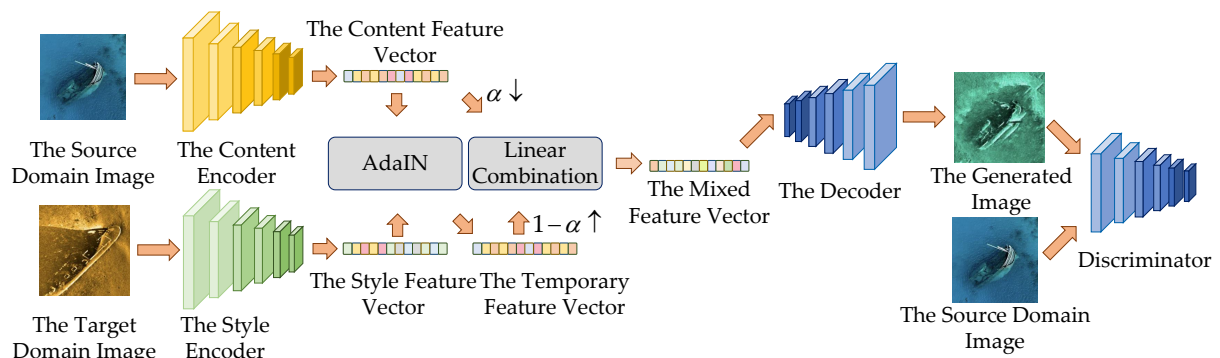 The Content Feature
Vector
α ↓
The Source
Domain Image
The Content
Encoder
AdaIN
Linear
Combination
The Mixed
Feature Vector
The Decoder
The Generated
Image
1−α ↑
The Style Feature
Vector
The Temporary
Feature Vector
Discriminator
The Target
Domain Image
The Style
Encoder
The Source Domain
Image